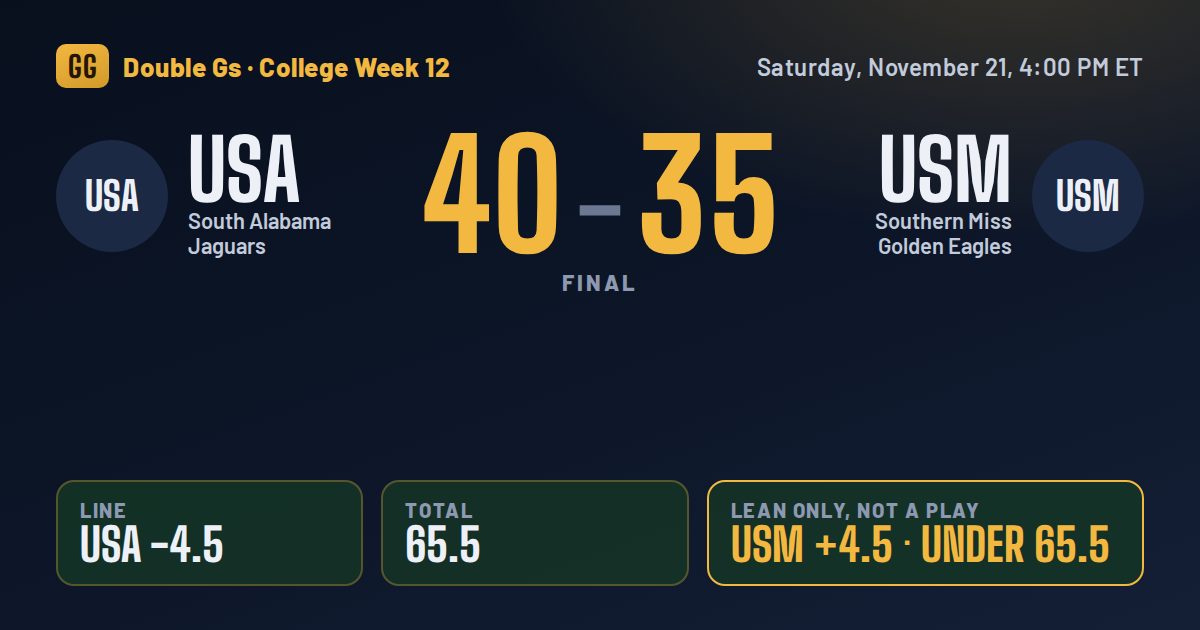 GG
Double Gs · College Week 12
Saturday, November 21, 4:00 PM ET
USA
USA
South Alabama
Jaguars
40 – 35
FINAL
USM
Southern Miss
Golden Eagles
USM
LINE
USA −4.5
TOTAL
65.5
LEAN ONLY, NOT A PLAY
USM +4.5 · UNDER 65.5